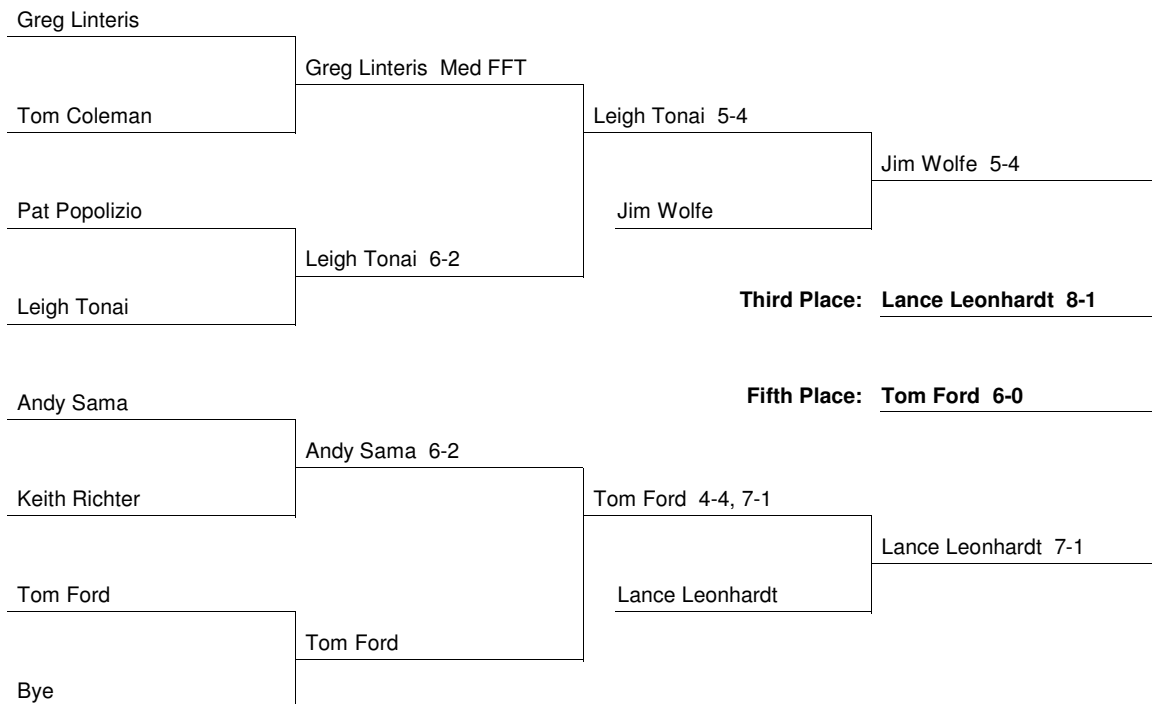 Greg Linteris
Greg Linteris  Med FFT
Tom Coleman
Leigh Tonai  5-4
Jim Wolfe  5-4
Pat Popolizio
Jim Wolfe
Leigh Tonai  6-2
Leigh Tonai
Third Place:  Lance Leonhardt  8-1
Andy Sama
Fifth Place:  Tom Ford  6-0
Andy Sama  6-2
Keith Richter
Tom Ford  4-4, 7-1
Lance Leonhardt  7-1
Tom Ford
Lance Leonhardt
Tom Ford
Bye